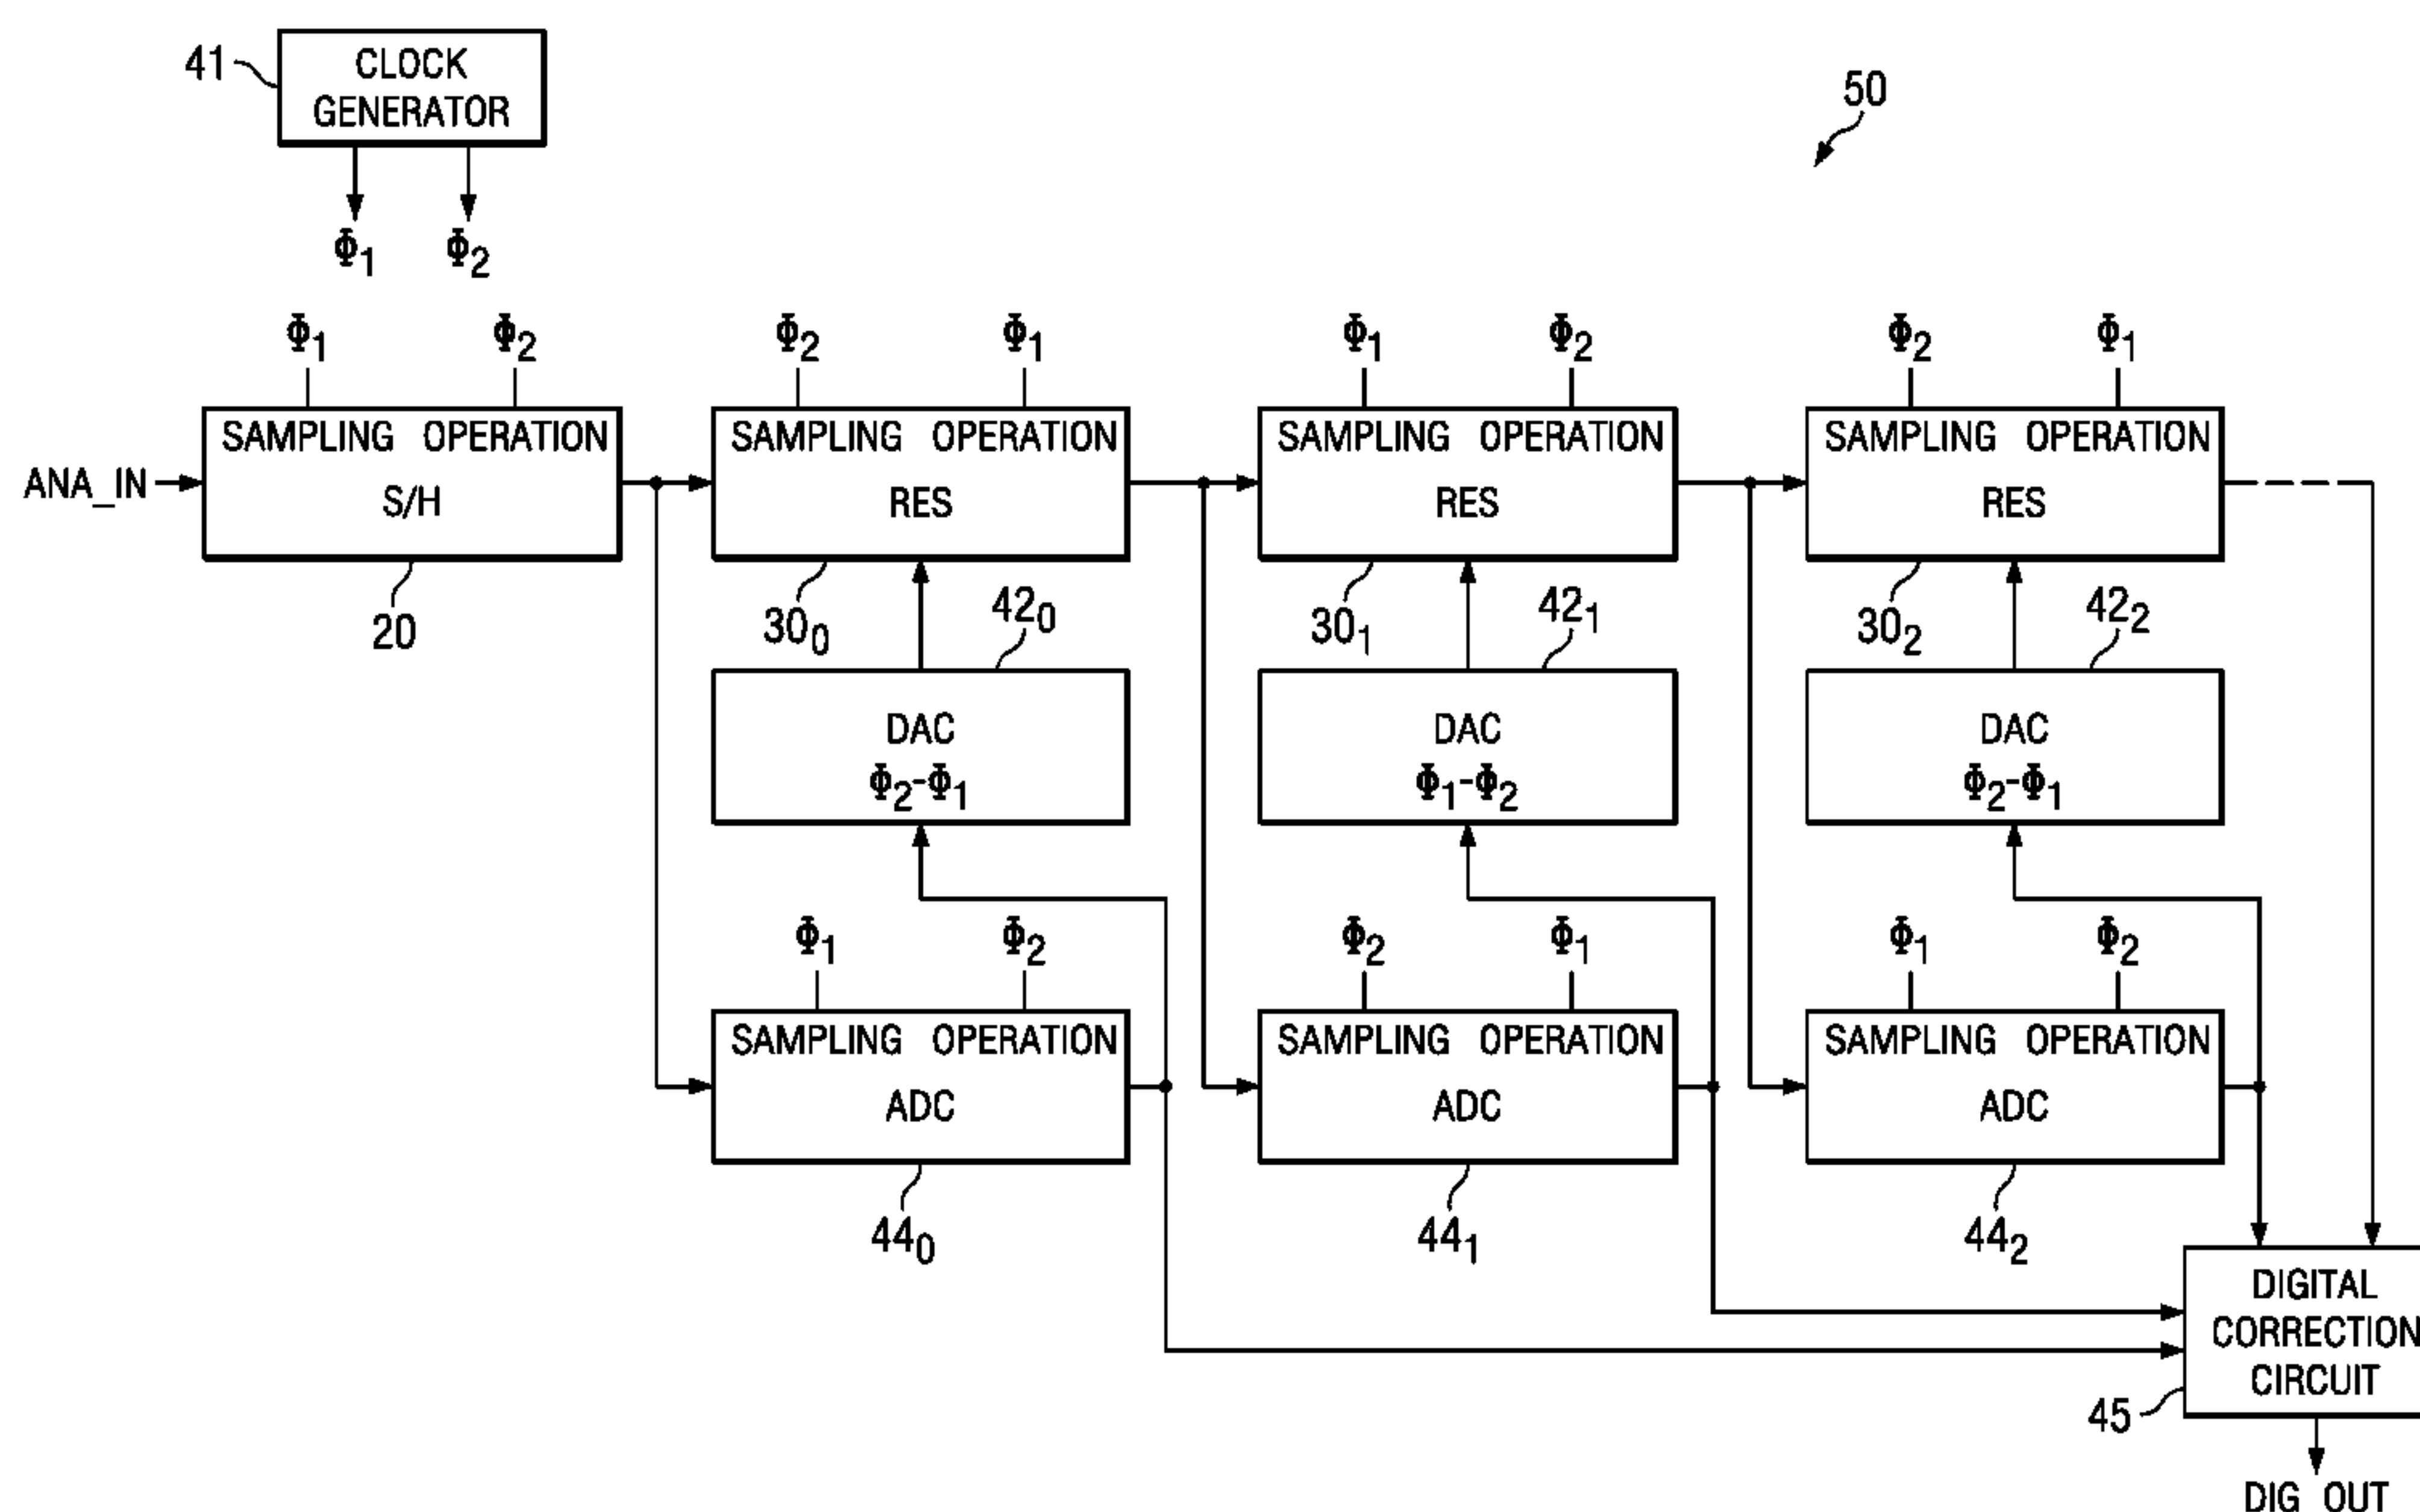 41
CLOCK
GENERATOR
50
Φ1 Φ2
Φ1 Φ2 Φ2 Φ1 Φ1 Φ2 Φ2 Φ1
SAMPLING OPERATION SAMPLING OPERATION SAMPLING OPERATION SAMPLING OPERATION
ANA_IN
S/H RES RES RES
20 30₀ 42₀ 30₁ 42₁ 30₂ 42₂
DAC DAC DAC
Φ2-Φ1 Φ1-Φ2 Φ2-Φ1
Φ1 Φ2 Φ2 Φ1 Φ1 Φ2
SAMPLING OPERATION SAMPLING OPERATION SAMPLING OPERATION
ADC ADC ADC
44₀ 44₁ 44₂
DIGITAL
CORRECTION
CIRCUIT
45
DIG OUT